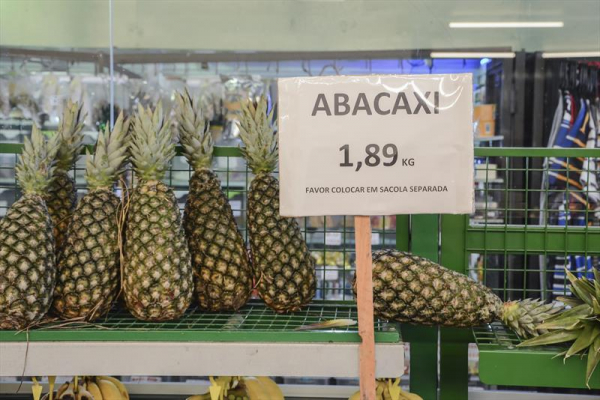 ABACAXI
1,89 KG
FAVOR COLOCAR EM SACOLA SEPARADA